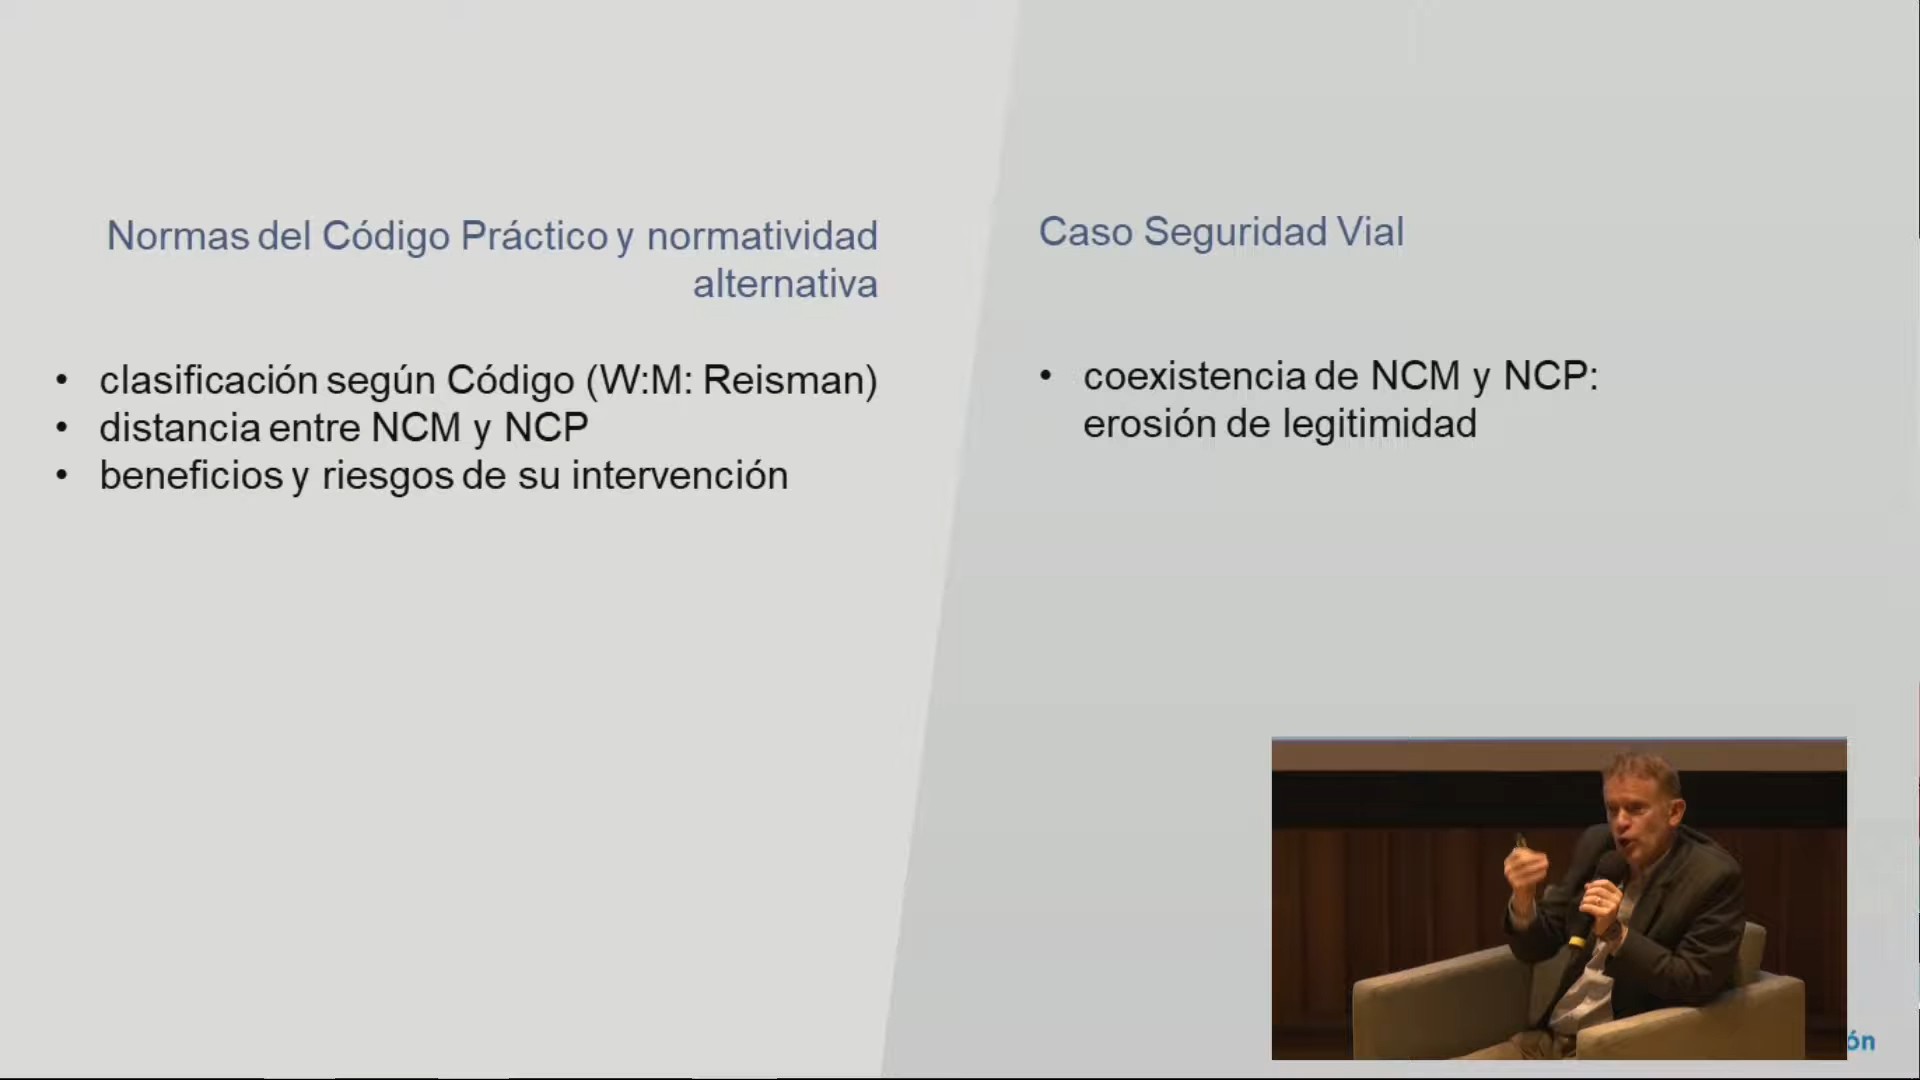 Normas del Código Práctico y normatividad
alternativa
• clasificación según Código (W:M: Reisman)
• distancia entre NCM y NCP
• beneficios y riesgos de su intervención
Caso Seguridad Vial
• coexistencia de NCM y NCP:
erosión de legitimidad
ón